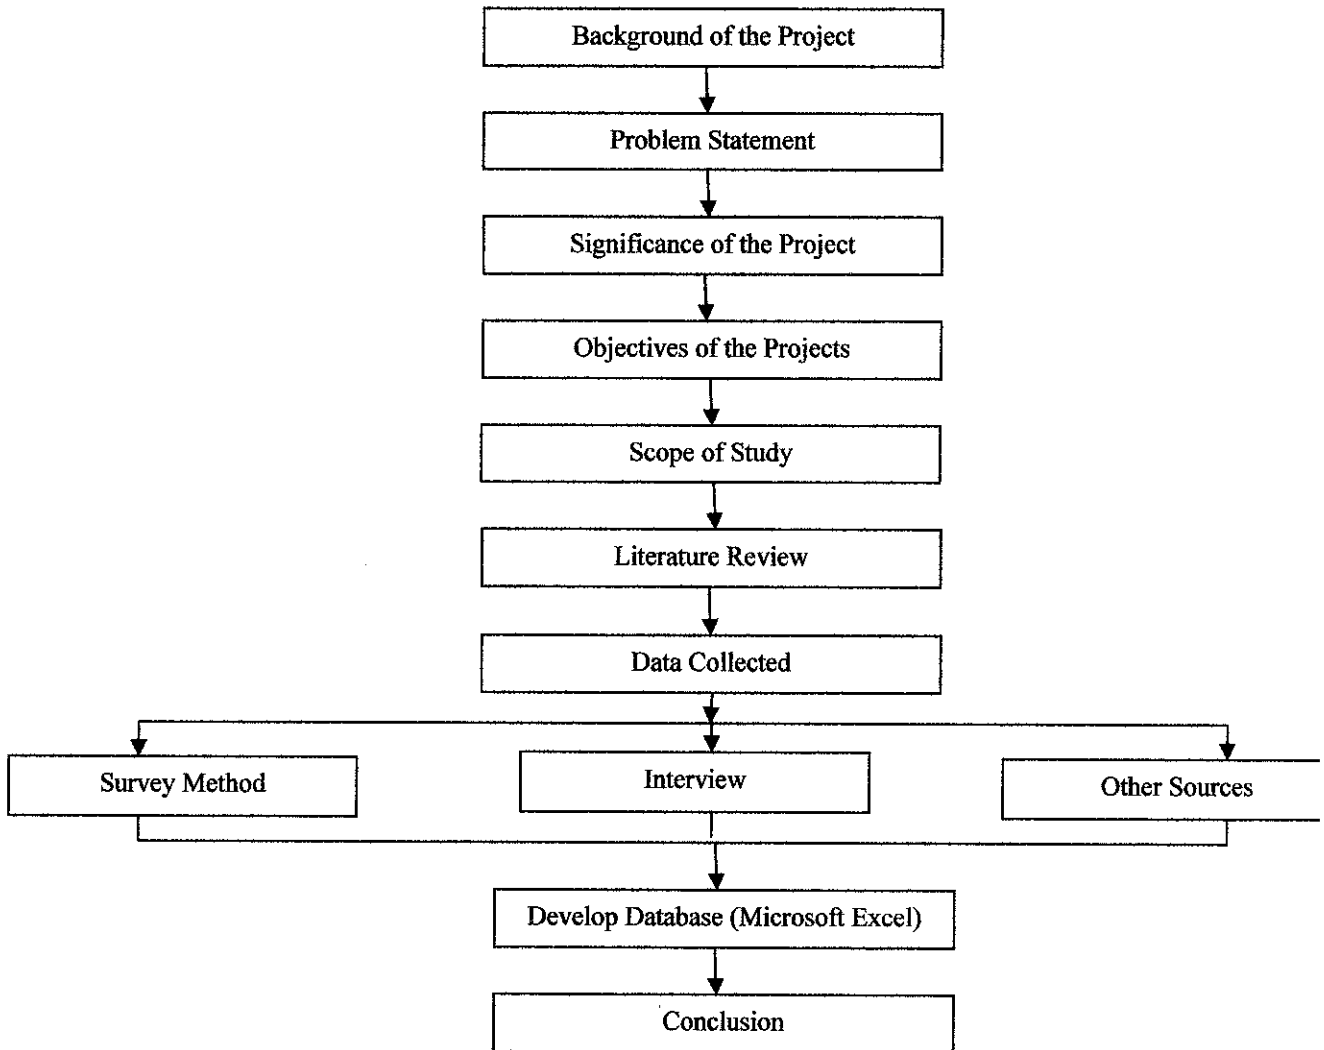 Background of the Project
Problem Statement
Significance of the Project
Objectives of the Projects
Scope of Study
Literature Review
Data Collected
Survey Method
Interview
Other Sources
Develop Database (Microsoft Excel)
Conclusion